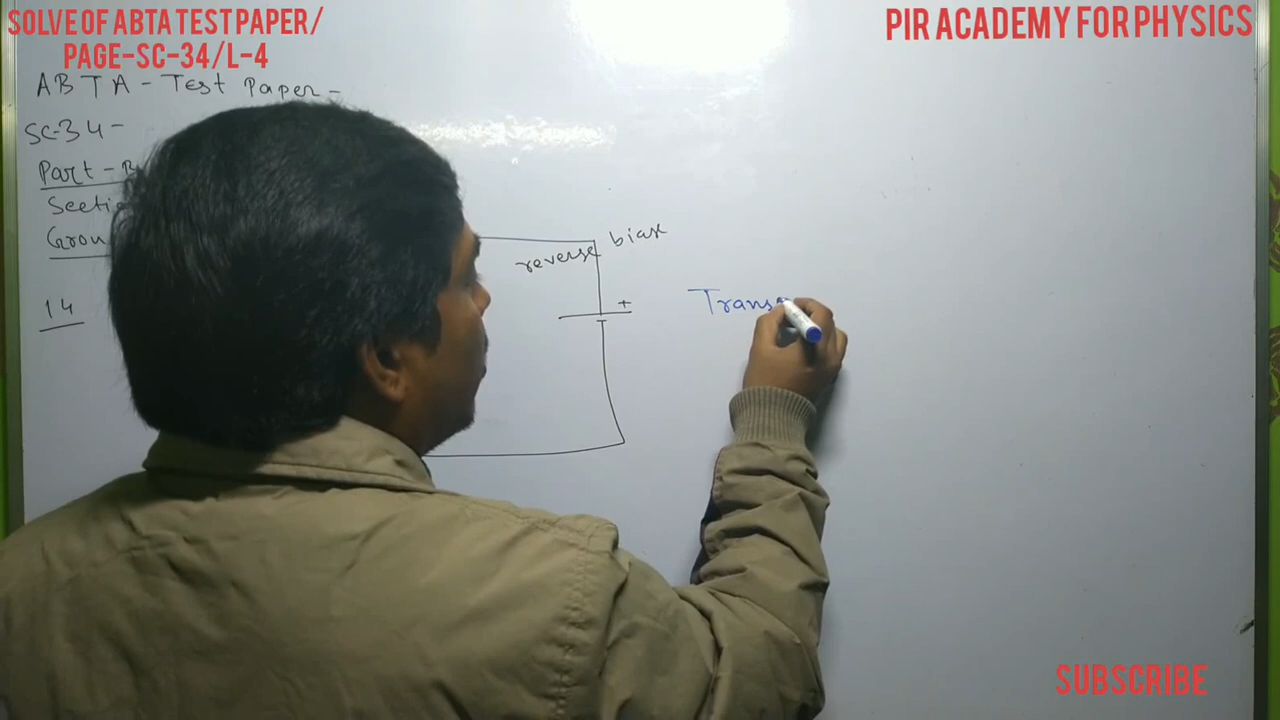 SOLVE OF ABTA TEST PAPER/
PAGE-SC-34/L-4
PIR ACADEMY FOR PHYSICS
ABTA - Test Paper -
SC-34-
Part - B
reverse bias
+
14
SUBSCRIBE